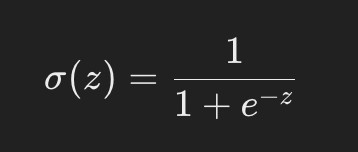 σ(z) = 1 / (1 + e^{-z})